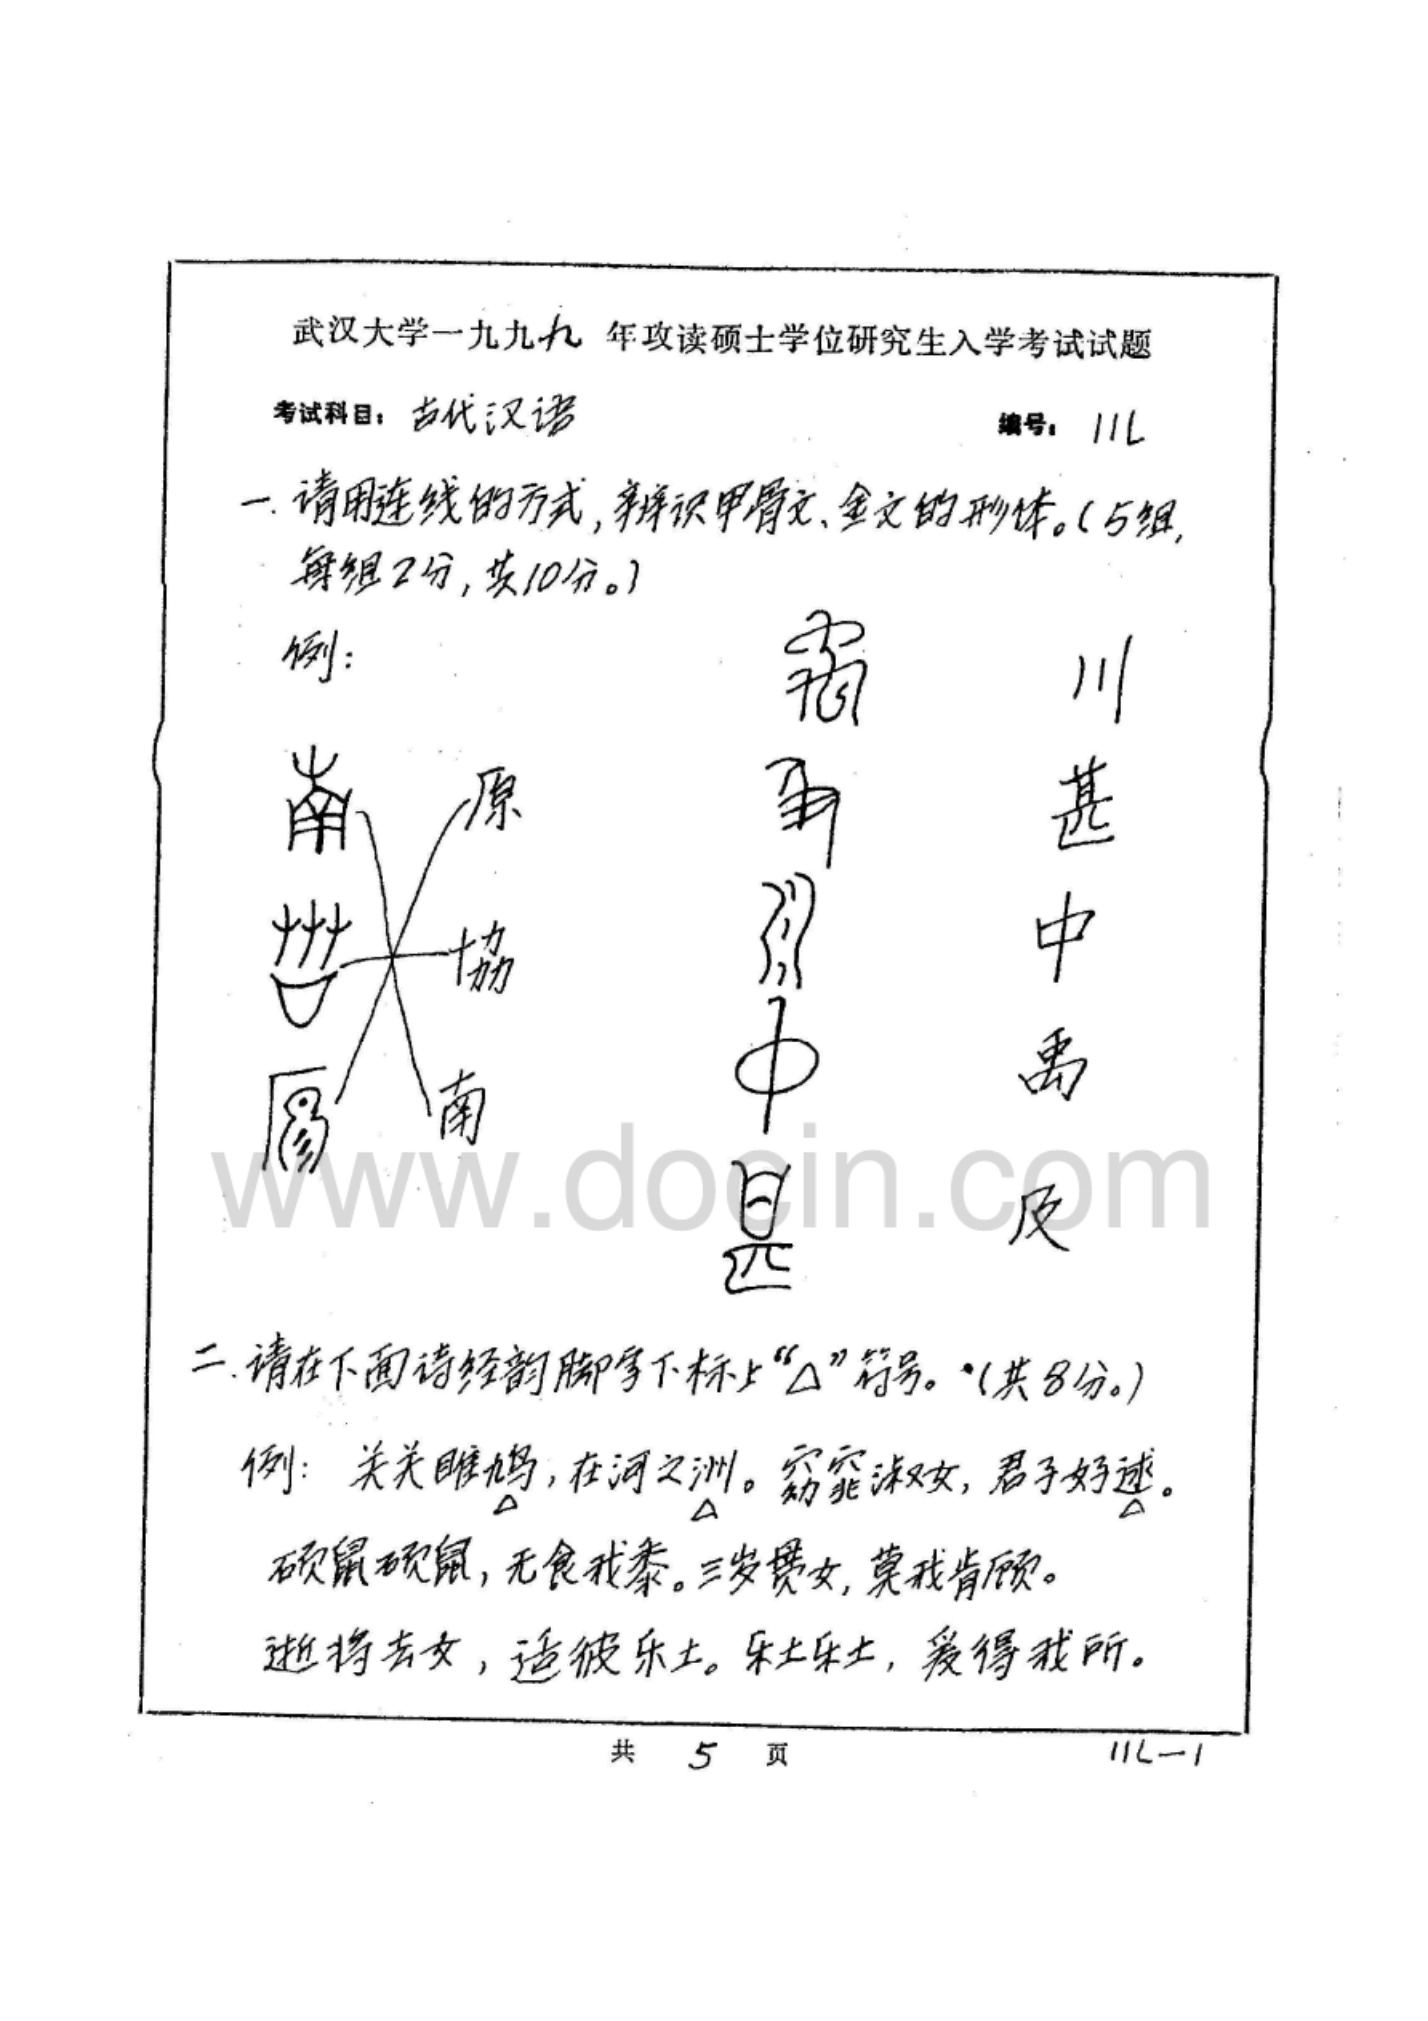 武汉大学一九九九年攻读硕士学位研究生入学考试试题
考试科目：古代汉语 编号：11L
一.请用连线的方式，辨识甲骨文、金文的形体。(5组，
每组2分，共10分。)
例：
川
原 甚
協 中
南 禹
及
www.docin.com
二.请在下面诗经韵脚字下标上“△”符号。(共8分。)
例：关关雎鸠，在河之洲。窈窕淑女，君子好逑。
△ △ △
硕鼠硕鼠，无食我黍。三岁贯女，莫我肯顾。
逝将去女，适彼乐土。乐土乐土，爰得我所。
共 5 页 11L-1